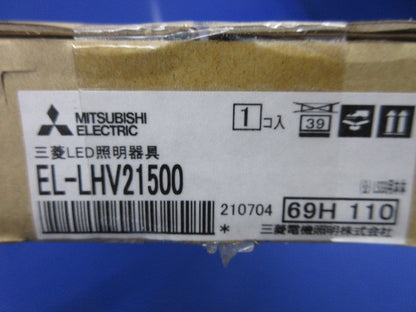 MITSUBISHI
ELECTRIC
1コ入
39
三菱LED照明器具
EL-LHV21500
210704
69H 110
*
三菱電機照明株式会社